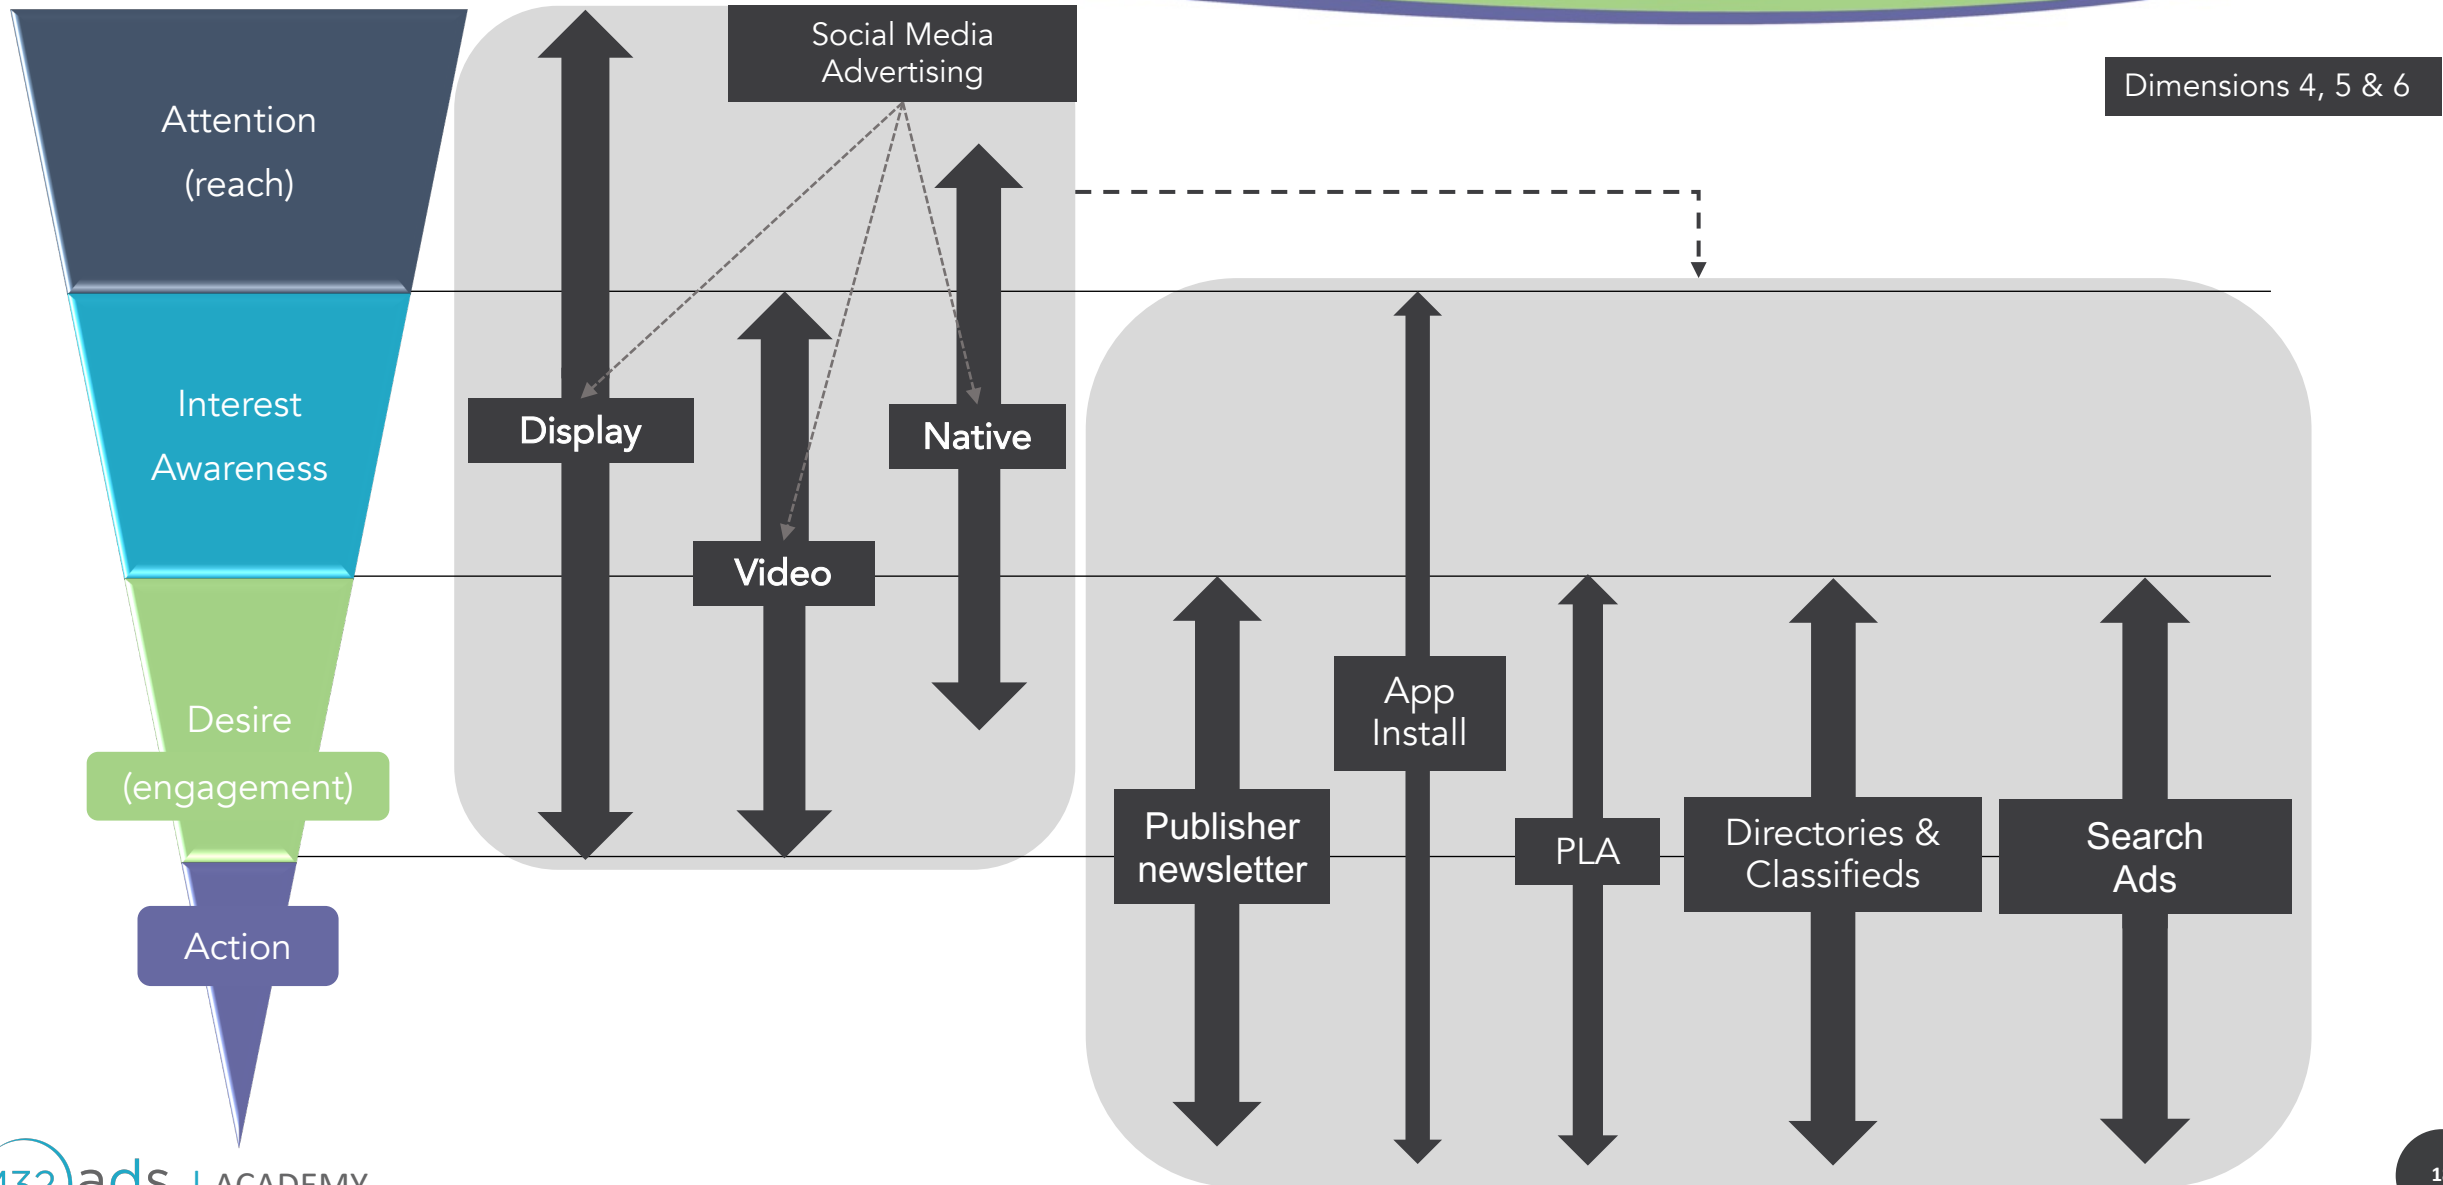 Social Media
Advertising
Dimensions 4, 5 & 6
Attention
(reach)
Interest
Awareness
Display
Native
Video
Desire
(engagement)
App
Install
Publisher
newsletter
PLA
Directories &
Classifieds
Search
Ads
Action
ads | ACADEMY